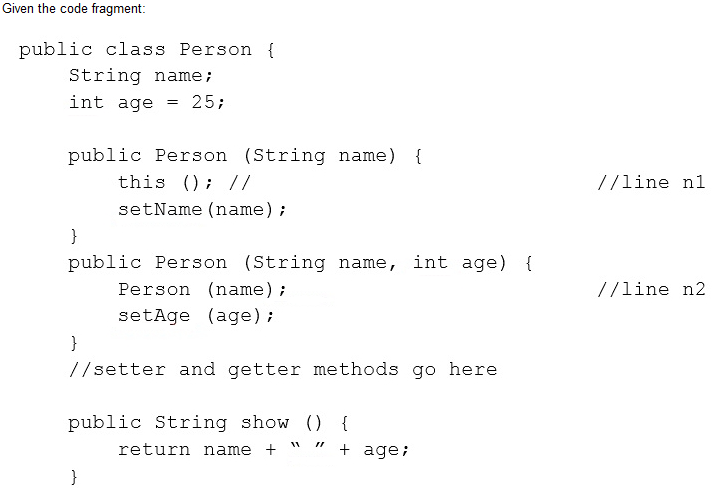 Given the code fragment:
public class Person {
String name;
int age = 25;
public Person (String name) {
this (); // //line n1
setName(name);
}
public Person (String name, int age) {
Person (name); //line n2
setAge (age);
}
//setter and getter methods go here
public String show () {
return name + “ ” + age;
}